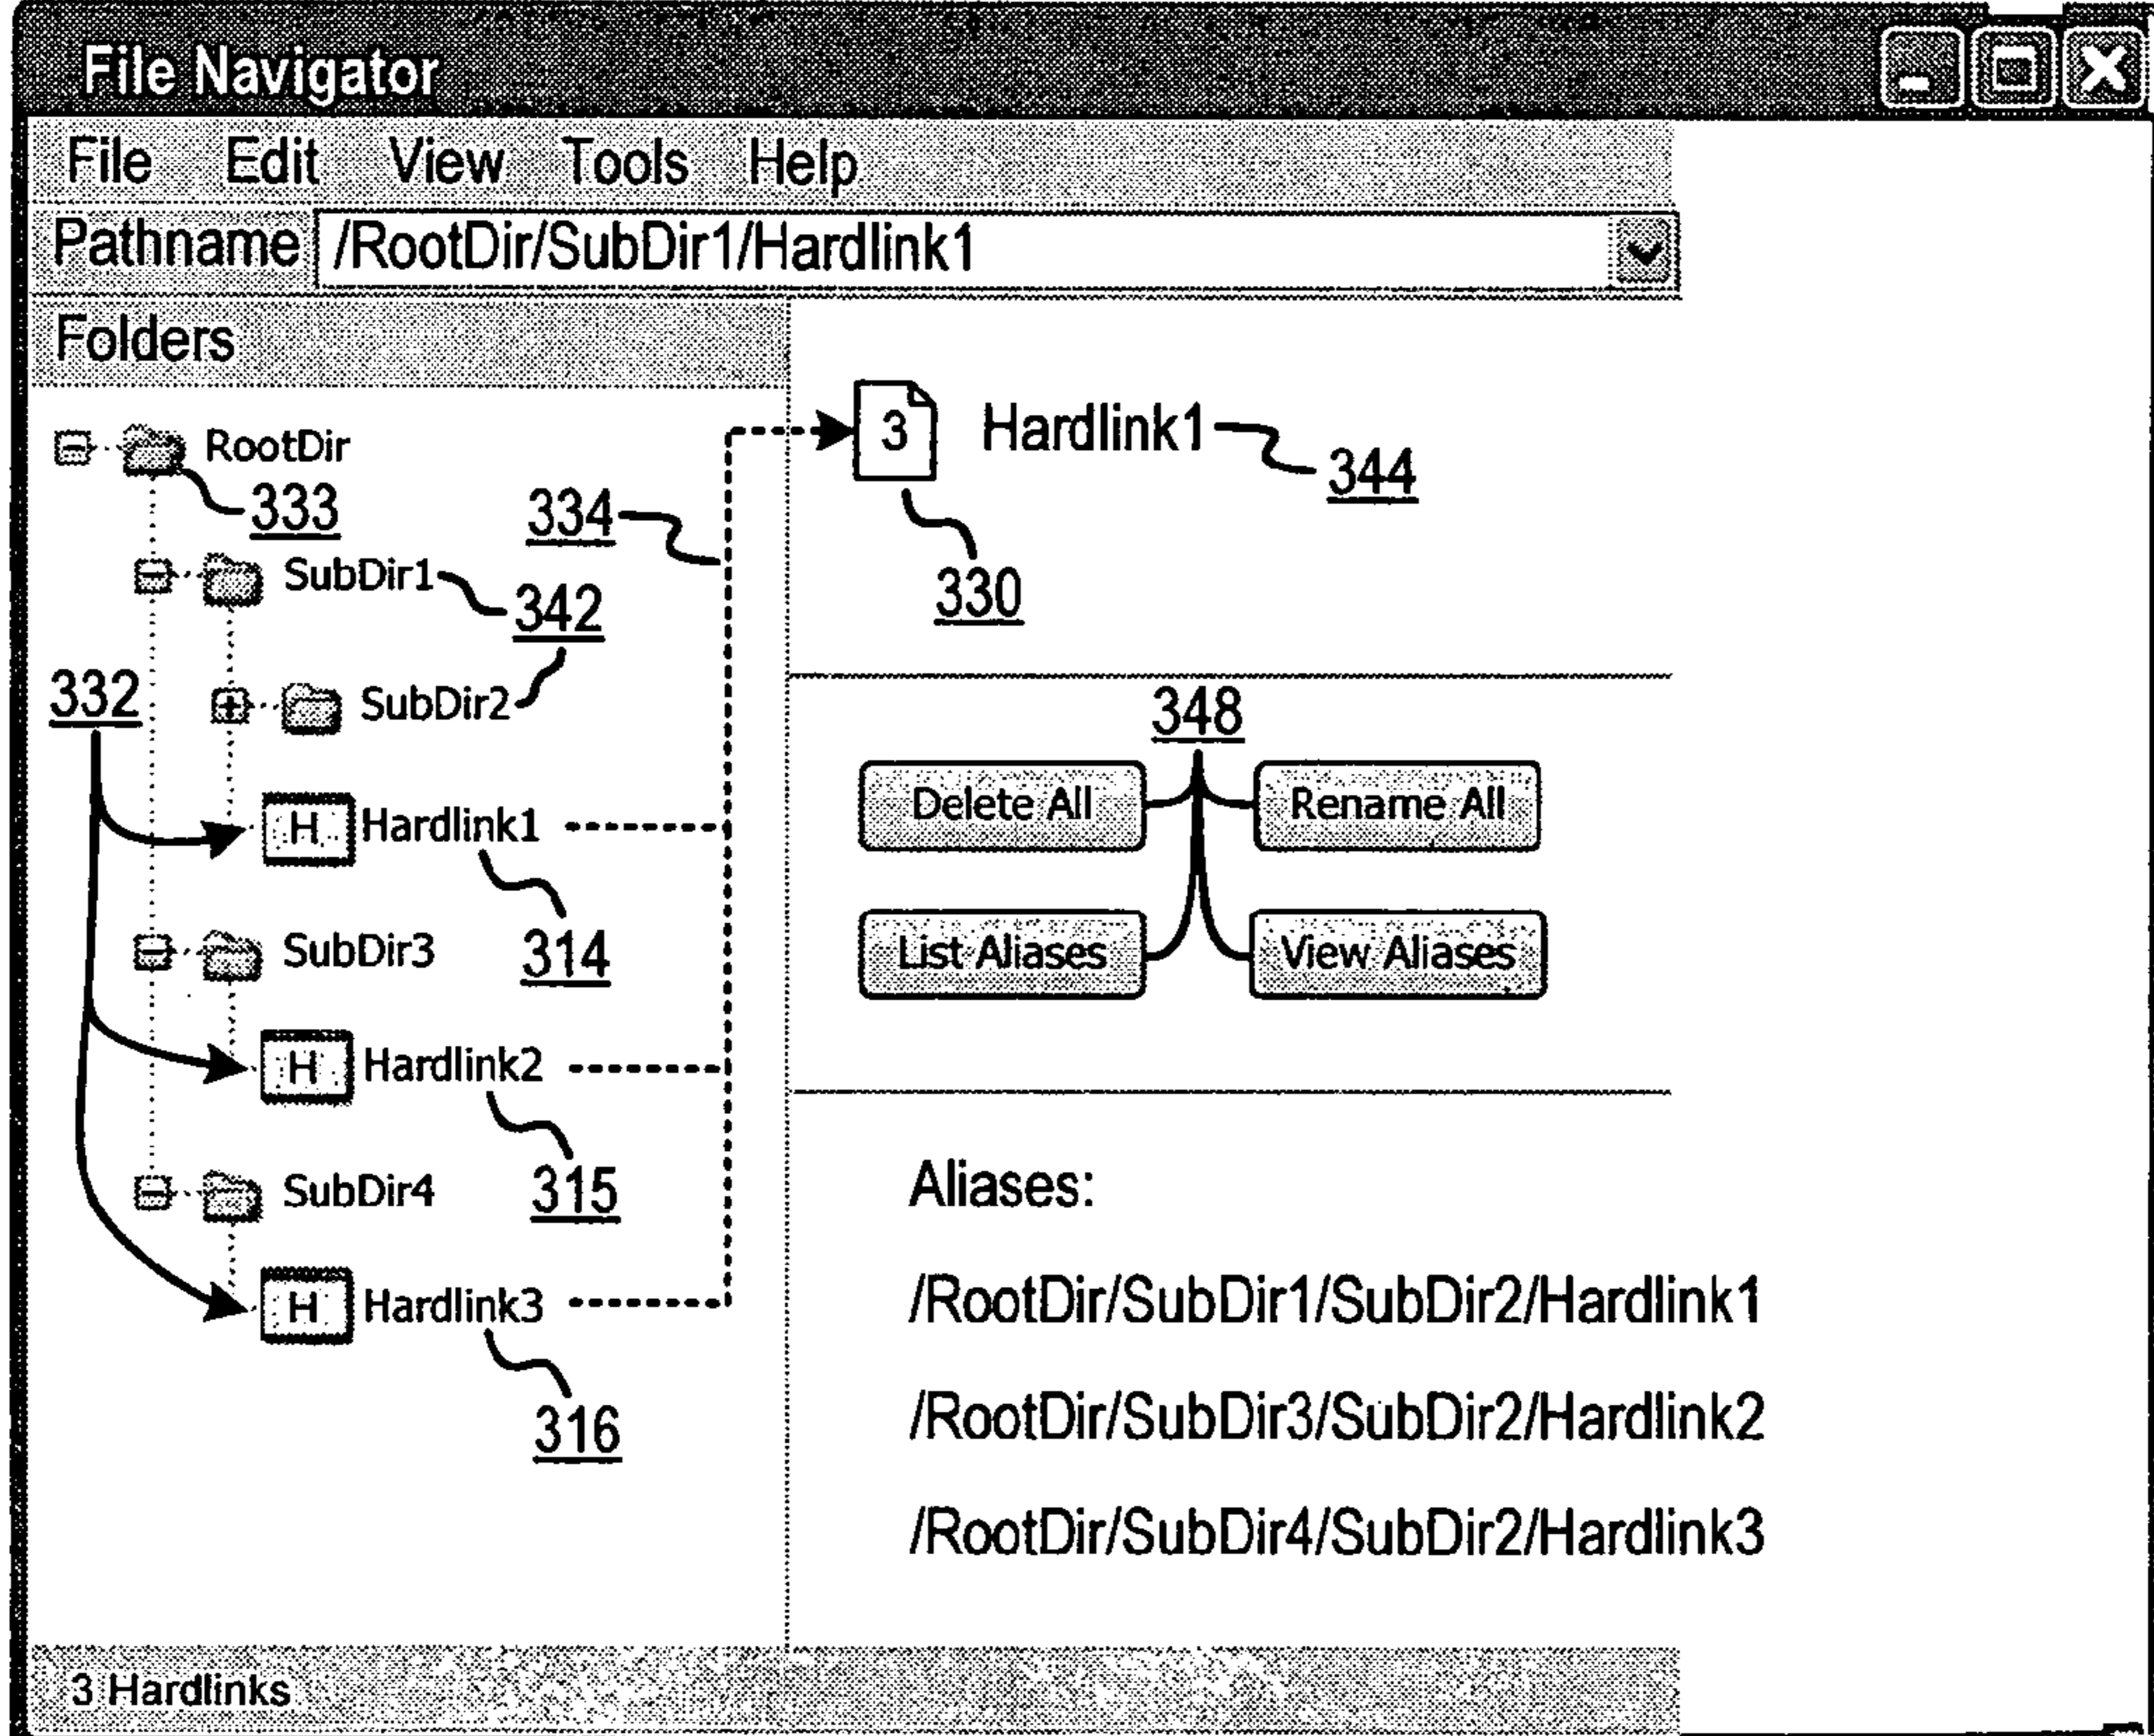 File Navigator
File Edit View Tools Help
Pathname /RootDir/SubDir1/Hardlink1
Folders
RootDir
333
SubDir1
342
SubDir2
332
H Hardlink1
314
SubDir3
H Hardlink2
315
SubDir4
H Hardlink3
316
334
3 Hardlink1
344
330
348
Delete All Rename All
List Aliases View Aliases
Aliases:
/RootDir/SubDir1/SubDir2/Hardlink1
/RootDir/SubDir3/SubDir2/Hardlink2
/RootDir/SubDir4/SubDir2/Hardlink3
3 Hardlinks